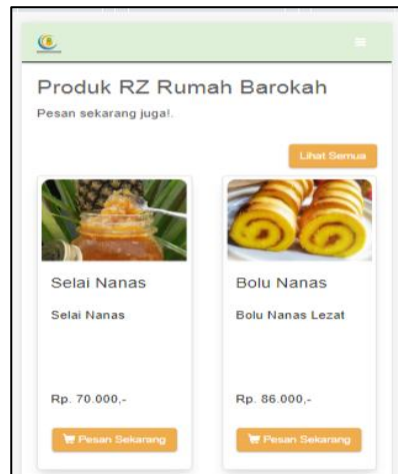 Produk RZ Rumah Barokah
Pesan sekarang juga!.
Lihat Semua
Selai Nanas
Selai Nanas
Rp. 70.000,-
Pesan Sekarang
Bolu Nanas
Bolu Nanas Lezat
Rp. 86.000,-
Pesan Sekarang